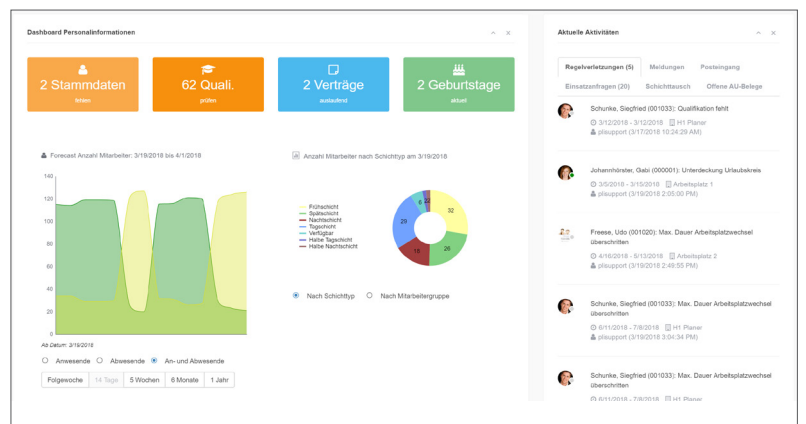 Dashboard Personalinformationen
2 Stammdaten
fehlen
62 Quali.
prüfen
2 Verträge
auslaufend
2 Geburtstage
aktuell
Forecast Anzahl Mitarbeiter: 3/19/2018 bis 4/1/2018
140
120
100
80
60
40
20
0
Ab Datum: 3/19/2018
Anwesende
Abwesende
An- und Abwesende
Folgewoche
14 Tage
5 Wochen
6 Monate
1 Jahr
Anzahl Mitarbeiter nach Schichttyp am 3/19/2018
Frühschicht
Spätschicht
Nachtschicht
Tagschicht
Verfügbar
Halbe Tagschicht
Halbe Nachtschicht
32
26
29
Nach Schichttyp
Nach Mitarbeitergruppe
Aktuelle Aktivitäten
Regelverletzungen (5)
Meldungen
Posteingang
Einsatzanfragen (20)
Schichttausch
Offene AU-Belege
Schunke, Siegfried (001033): Qualifikation fehlt
3/12/2018 - 3/12/2018 H1 Planer
plisupport (3/17/2018 10:24:29 AM)
Johannhörster, Gabi (000001): Unterdeckung Urlaubskreis
3/5/2018 - 3/15/2018 Arbeitsplatz 1
plisupport (3/19/2018 2:05:00 PM)
Freese, Udo (001020): Max. Dauer Arbeitsplatzwechsel
überschritten
4/16/2018 - 5/13/2018 Arbeitsplatz 2
plisupport (3/19/2018 2:49:55 PM)
Schunke, Siegfried (001033): Max. Dauer Arbeitsplatzwechsel
überschritten
6/11/2018 - 7/8/2018 H1 Planer
plisupport (3/19/2018 3:04:34 PM)
Schunke, Siegfried (001033): Max. Dauer Arbeitsplatzwechsel
überschritten
6/11/2018 - 7/8/2018 H1 Planer